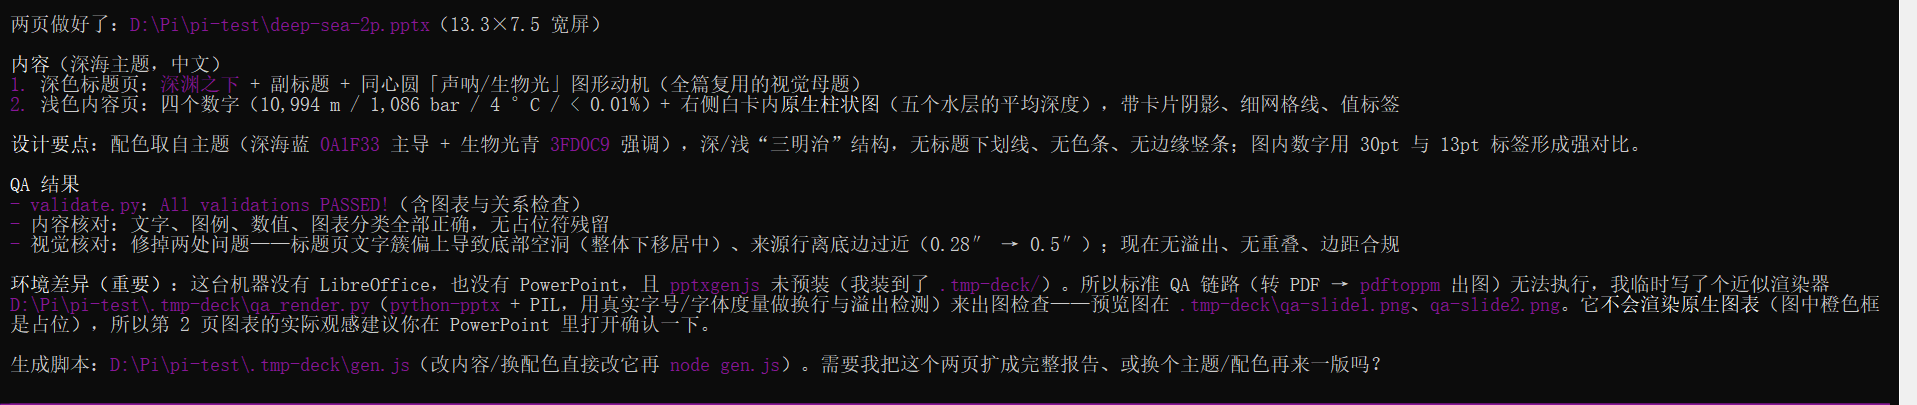 两页做好了：D:\Pi\pi-test\deep-sea-2p.pptx（13.3×7.5 宽屏）
内容（深海主题，中文）
1. 深色标题页：深渊之下 + 副标题 + 同心圆「声呐/生物光」图形动机（全篇复用的视觉母题）
2. 浅色内容页：四个数字（10,994 m / 1,086 bar / 4 °C / < 0.01%）+ 右侧白卡内原生柱状图（五个水层的平均深度），带卡片阴影、细网格线、值标签
设计要点：配色取自主题（深海蓝 0A1F33 主导 + 生物光青 3FD0C9 强调），深/浅“三明治”结构，无标题下划线、无色条、无边缘竖条；图内数字用 30pt 与 13pt 标签形成强对比。
QA 结果
- validate.py：All validations PASSED!（含图表与关系检查）
- 内容核对：文字、图例、数值、图表分类全部正确，无占位符残留
- 视觉核对：修掉两处问题——标题页文字簇偏上导致底部空洞（整体下移居中）、来源行离底边过近（0.28″ → 0.5″）；现在无溢出、无重叠、边距合规
环境差异（重要）：这台机器没有 LibreOffice，也没有 PowerPoint，且 pptxgenjs 未预装（我装到了 .tmp-deck/）。所以标准 QA 链路（转 PDF → pdftoppm 出图）无法执行，我临时写了个近似渲染器
D:\Pi\pi-test\.tmp-deck\qa_render.py（python-pptx + PIL，用真实字号/字体度量做换行与溢出检测）来出图检查——预览图在 .tmp-deck\qa-slide1.png、qa-slide2.png。它不会渲染原生图表（图中橙色框
是占位），所以第 2 页图表的实际观感建议你在 PowerPoint 里打开确认一下。
生成脚本：D:\Pi\pi-test\.tmp-deck\gen.js（改内容/换配色直接改它再 node gen.js）。需要我把这个两页扩成完整报告、或换个主题/配色再来一版吗？